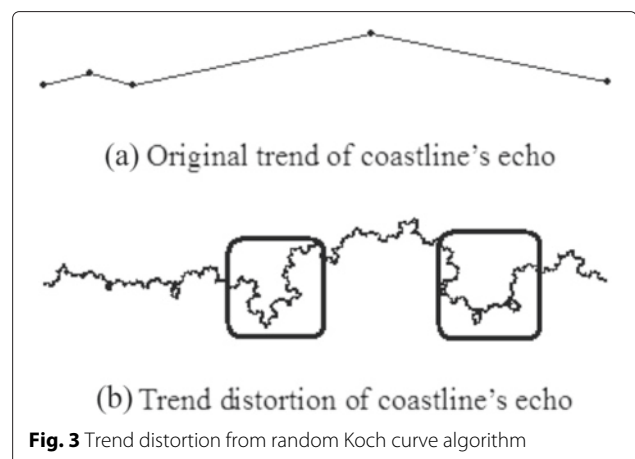 (a) Original trend of coastline's echo
(b) Trend distortion of coastline's echo
Fig. 3 Trend distortion from random Koch curve algorithm